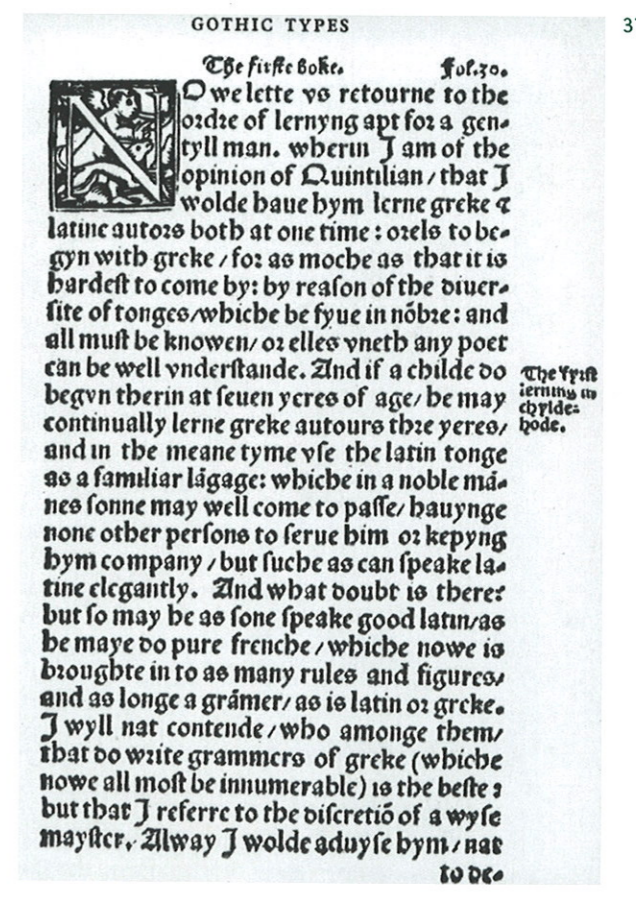 GOTHIC TYPES
3
The firste boke. fol.30.
NOwe lette vs retourne to the
ordre of lernyng apt for a gen-
tyll man. wherin I am of the
opinion of Quintilian / that I
wolde haue hym lerne greke &
latine autors both at one time : orels to be-
gyn with greke / for as moche as that it is
hardest to come by: by reason of the diuer-
site of tonges/whiche be fyue in nõbre: and
all must be knowen/ or elles vneth any poet
can be well vnderstande. And if a childe do
begyn therin at seuen yeres of age/ he may
continually lerne greke autours thre yeres/
and in the meane tyme vse the latin tonge
as a familiar lãgage: whiche in a noble mã-
nes sonne may well come to passe/ hauynge
none other persons to serue him or kepyng
hym company / but suche as can speake la-
tine elegantly. And what doubt is there?
but so may he as sone speake good latin/as
he maye do pure frenche / whiche nowe is
broughte in to as many rules and figures/
and as longe a grãmer/ as is latin or greke.
I wyll nat contende / who amonge them/
that do write grammers of greke (whiche
nowe all most be innumerable) is the beste :
but that I referre to the discretiõ of a wyse
mayster. Alway I wolde aduyse hym / nat
to de-
The fyrst
lernyng in
chylde-
hode.